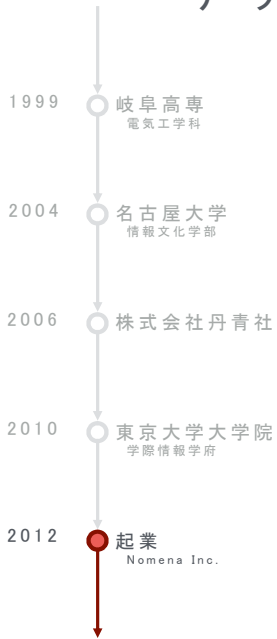 1999 岐阜高専
電気工学科
2004 名古屋大学
情報文化学部
2006 株式会社丹青社
2010 東京大学大学院
学際情報学府
2012 起業
Nomena Inc.